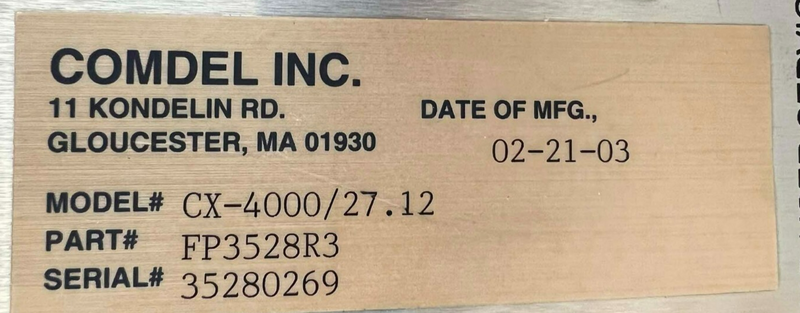 COMDEL INC.
11 KONDELIN RD.
GLOUCESTER, MA 01930
DATE OF MFG.,
02-21-03
MODEL# CX-4000/27.12
PART# FP3528R3
SERIAL# 35280269